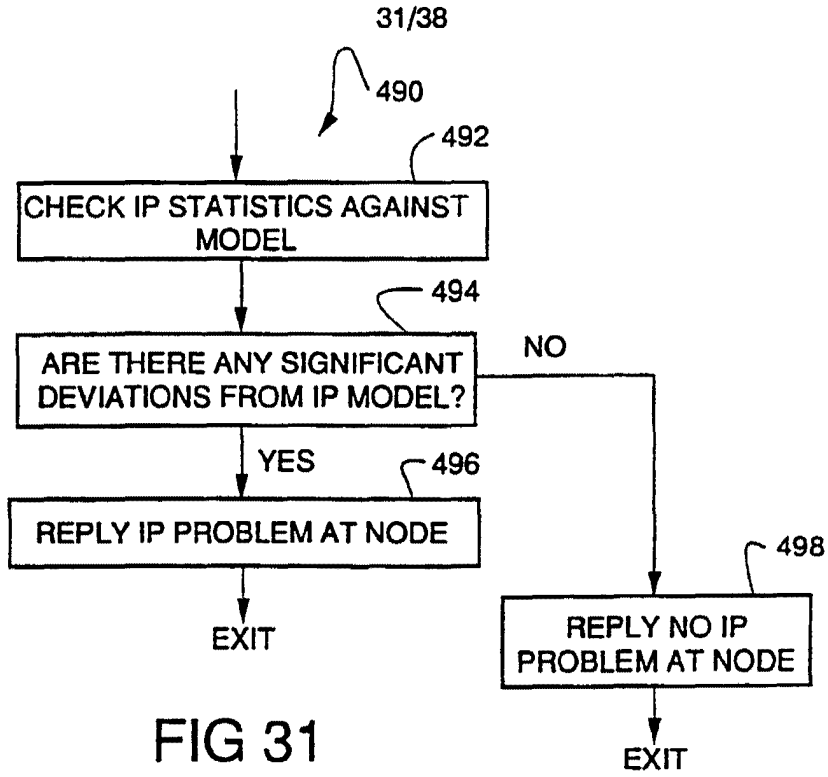 31/38
490
492
CHECK IP STATISTICS AGAINST
MODEL
494
ARE THERE ANY SIGNIFICANT
DEVIATIONS FROM IP MODEL?
NO
YES
496
REPLY IP PROBLEM AT NODE
EXIT
498
REPLY NO IP
PROBLEM AT NODE
EXIT
FIG 31